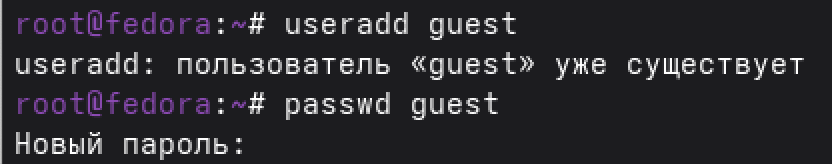 root@fedora:~# useradd guest
useradd: пользователь «guest» уже существует
root@fedora:~# passwd guest
Новый пароль: